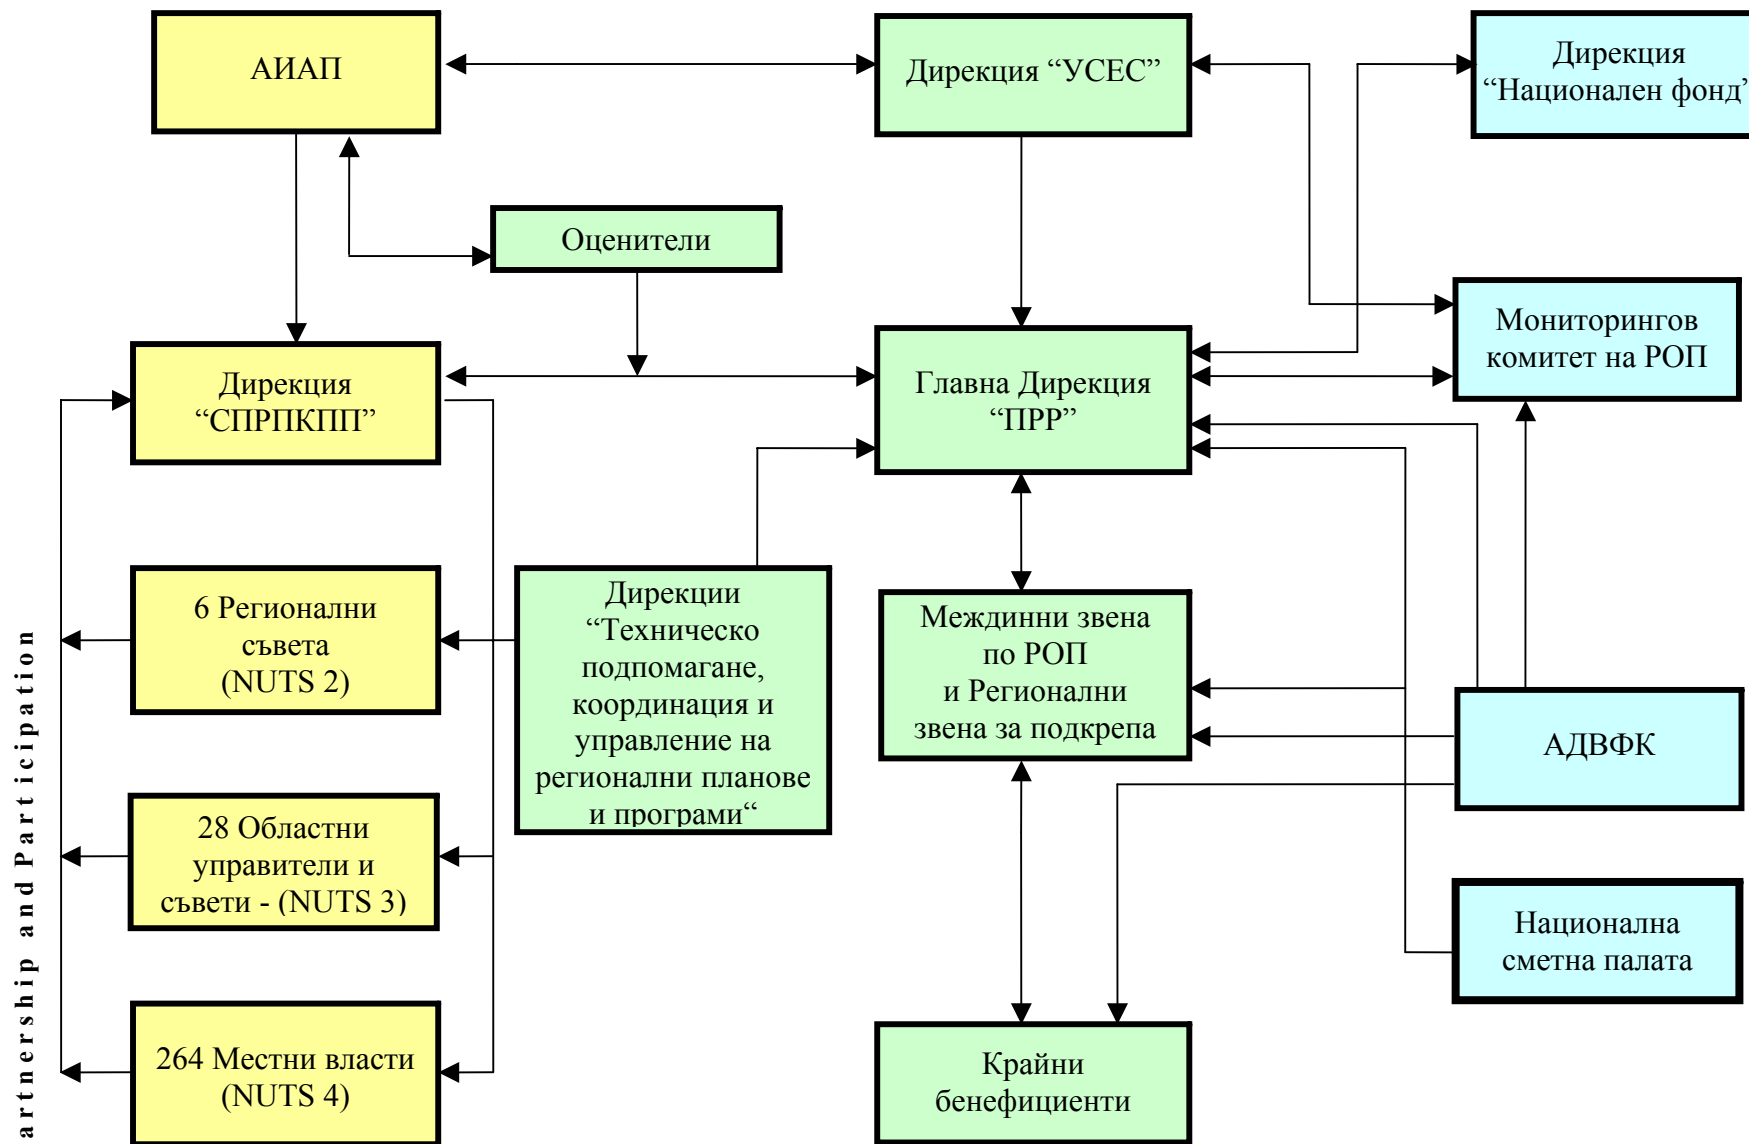 АИАП
Дирекция “УСЕС”
Дирекция
“Национален фонд”
Оценители
Мониторингов
комитет на РОП
Дирекция
“СПРПКПП”
Главна Дирекция
“ПРР”
6 Регионални
съвета
(NUTS 2)
Дирекции
“Техническо
подпомагане,
координация и
управление на
регионални планове
и програми“
Междинни звена
по РОП
и Регионални
звена за подкрепа
АДВФК
28 Областни
управители и
съвети - (NUTS 3)
Национална
сметна палата
264 Местни власти
(NUTS 4)
Крайни
бенефициенти
artnership and Participation